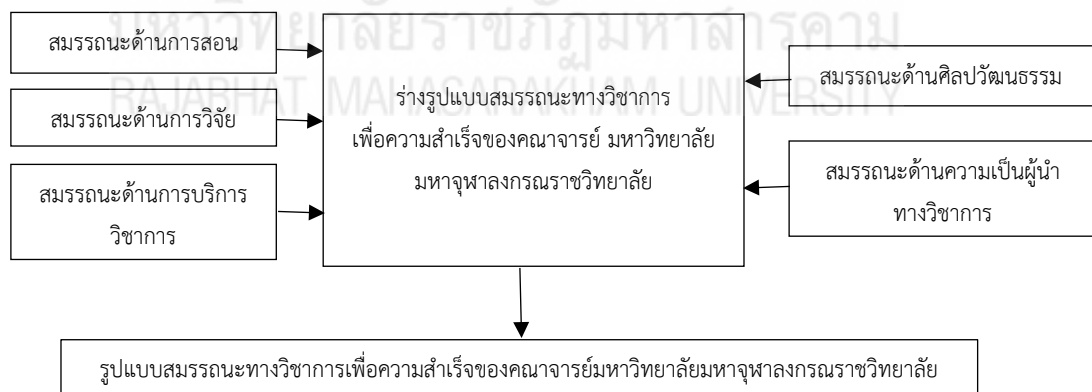 มหาวิทยาลัยราชภัฏมหาสารคาม
RAJABHAT MAHASARAKHAM UNIVERSITY
สมรรถนะด้านการสอน
สมรรถนะด้านการวิจัย
สมรรถนะด้านการบริการ
วิชาการ
ร่างรูปแบบสมรรถนะทางวิชาการ
เพื่อความสำเร็จของคณาจารย์ มหาวิทยาลัย
มหาจุฬาลงกรณราชวิทยาลัย
สมรรถนะด้านศิลปวัฒนธรรม
สมรรถนะด้านความเป็นผู้นำ
ทางวิชาการ
รูปแบบสมรรถนะทางวิชาการเพื่อความสำเร็จของคณาจารย์มหาวิทยาลัยมหาจุฬาลงกรณราชวิทยาลัย